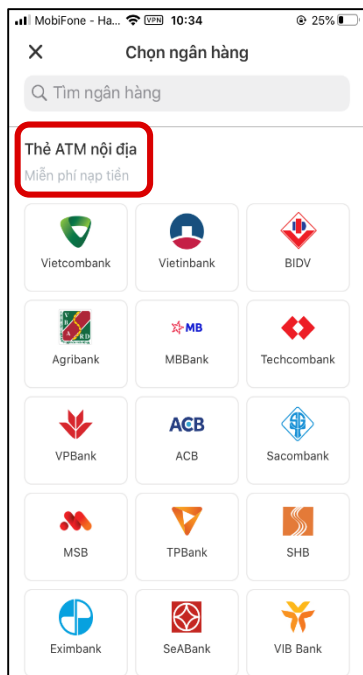 MobiFone - Ha... VPN 10:34 25%
Chọn ngân hàng
Tìm ngân hàng
Thẻ ATM nội địa
Miễn phí nạp tiền
Vietcombank Vietinbank BIDV
VBARD MB
Agribank MBBank Techcombank
ACB
VPBank ACB Sacombank
MSB TPBank SHB
Eximbank SeABank VIB Bank